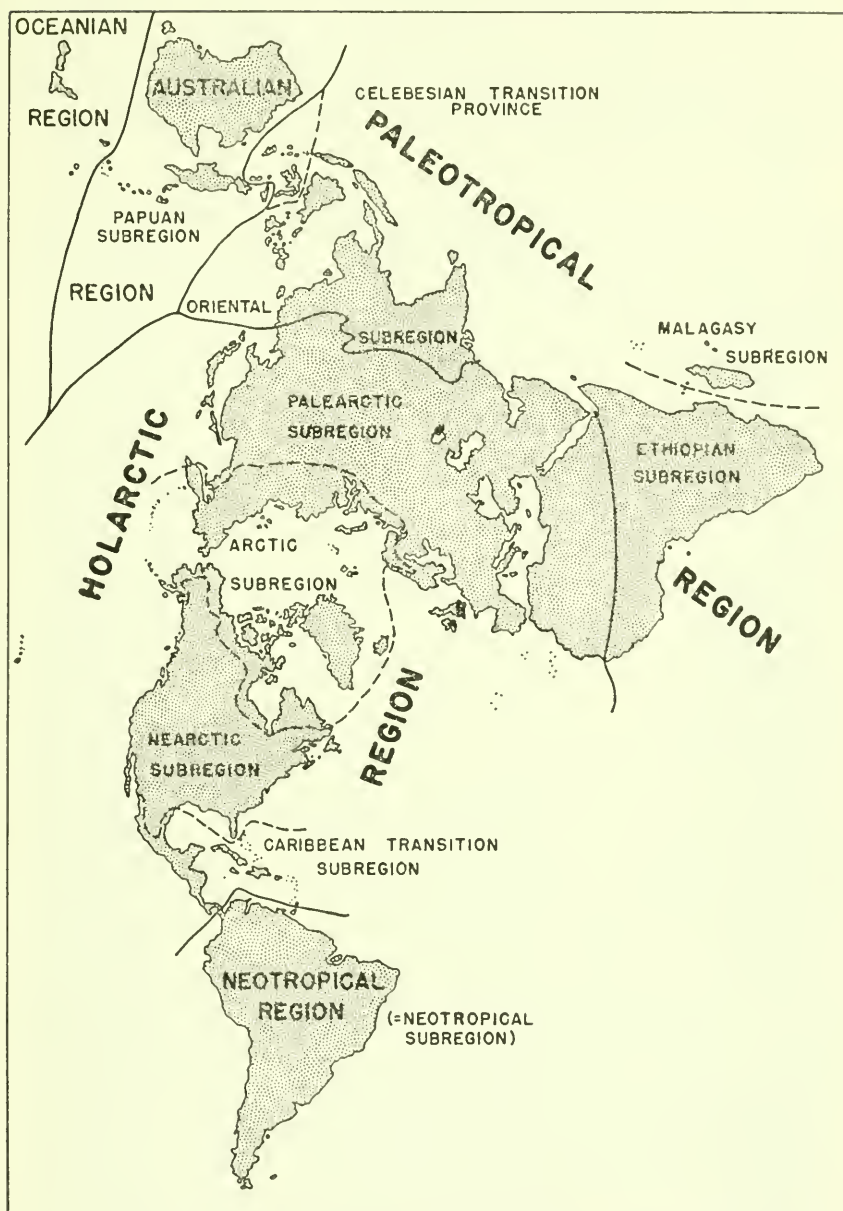 OCEANIAN
REGION
AUSTRALIAN
CELEBESIAN TRANSITION
PROVINCE
PALEOTROPICAL
PAPUAN
SUBREGION
REGION
ORIENTAL
SUBREGION
MALAGASY
SUBREGION
PALEARCTIC
SUBREGION
ETHIOPIAN
SUBREGION
HOLARCTIC
ARCTIC
SUBREGION
REGION
REGION
NEARCTIC
SUBREGION
CARIBBEAN TRANSITION
SUBREGION
NEOTROPICAL
REGION
(=NEOTROPICAL
SUBREGION)